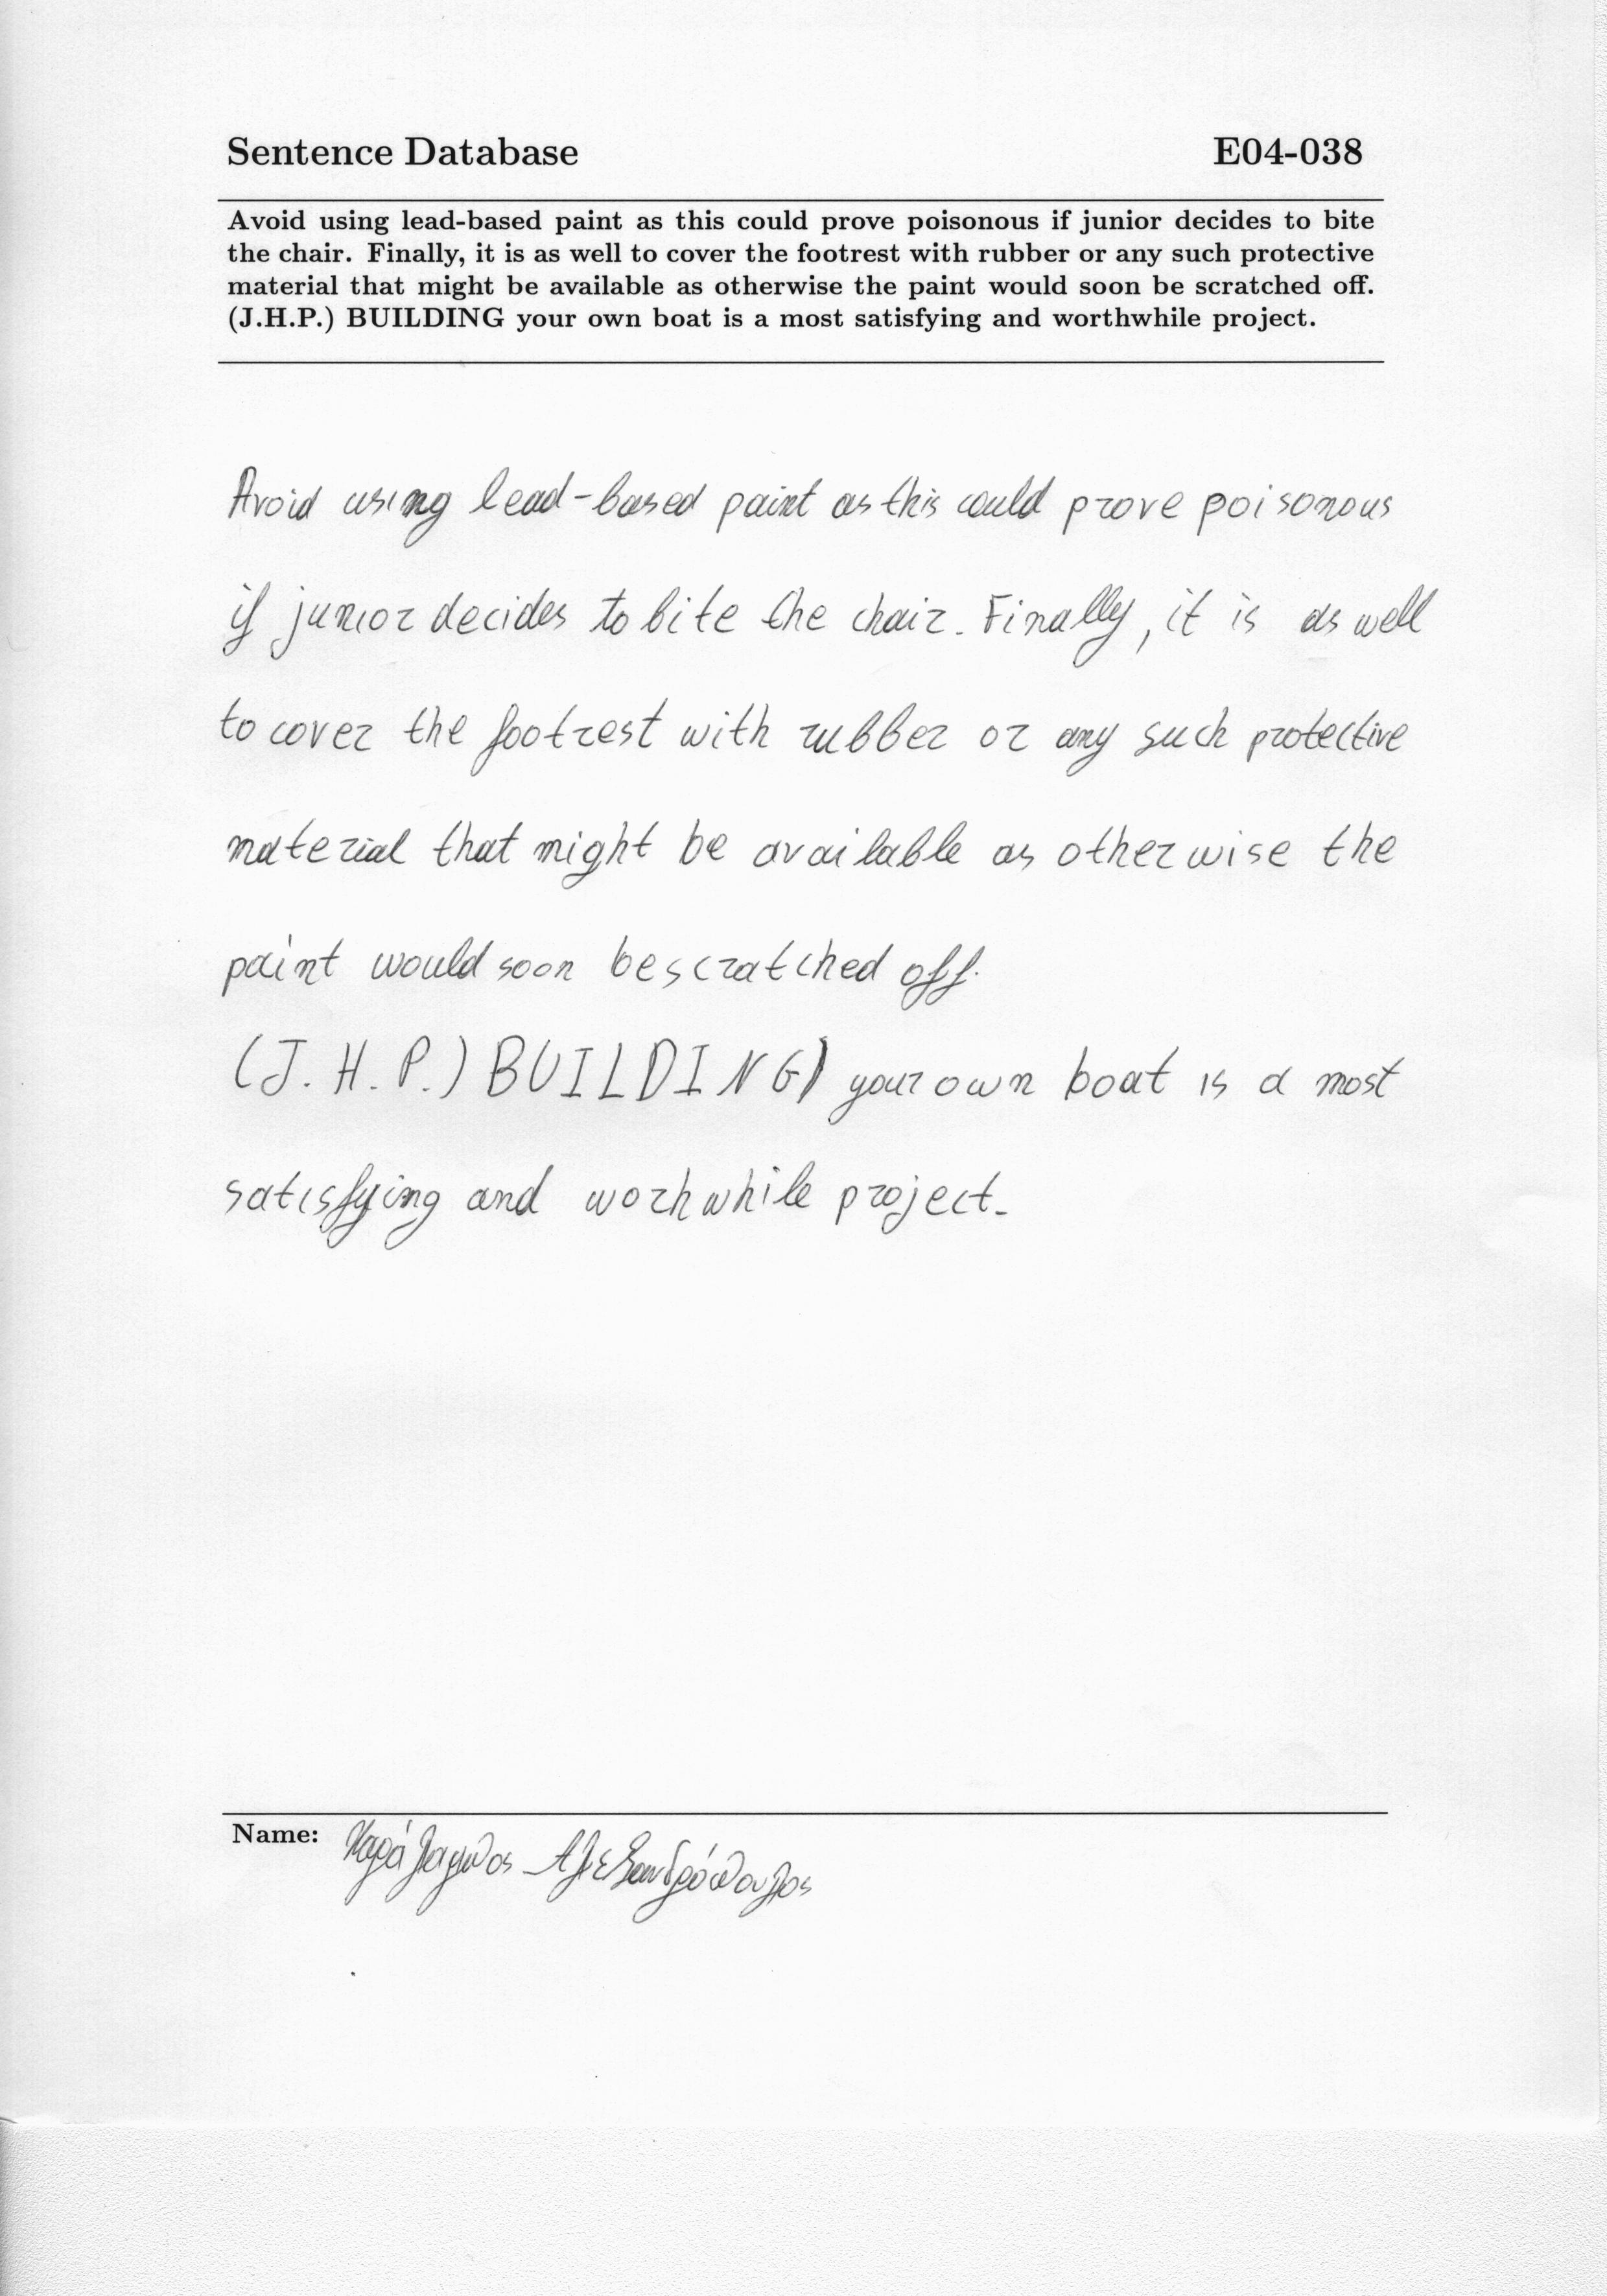 Sentence Database E04-038
Avoid using lead-based paint as this could prove poisonous if junior decides to bite
the chair. Finally, it is as well to cover the footrest with rubber or any such protective
material that might be available as otherwise the paint would soon be scratched off.
(J.H.P.) BUILDING your own boat is a most satisfying and worthwhile project.
Avoid using lead-based paint as this could prove poisonous
if junior decides to bite the chair. Finally, it is as well
to cover the footrest with rubber or any such protective
material that might be available as otherwise the
paint would soon be scratched off.
(J.H.P.) BUILDING) your own boat is a most
satisfying and worhwhile project.
Name: Χαράλαμπος Αλεξανδρόπουλος